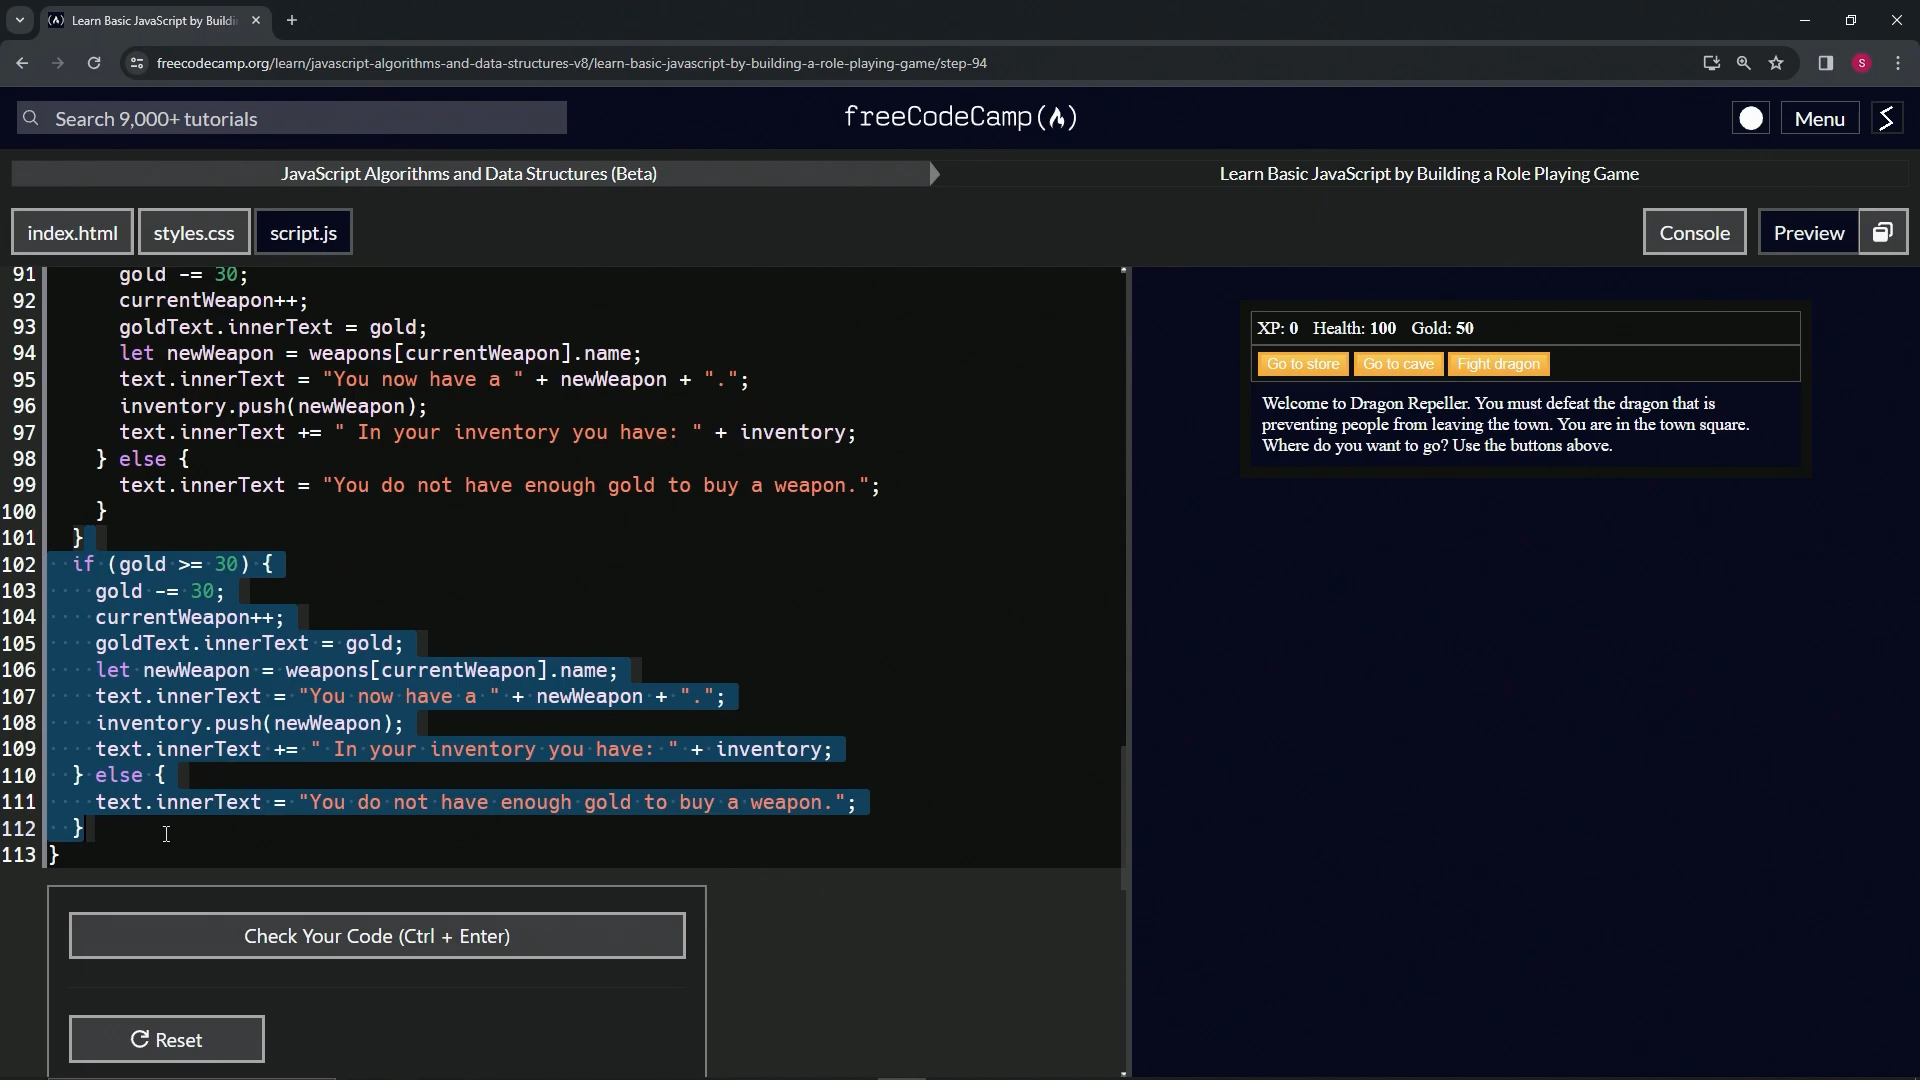 Learn Basic JavaScript by Buildi
freecodecamp.org/learn/javascript-algorithms-and-data-structures-v8/learn-basic-javascript-by-building-a-role-playing-game/step-94
S
Search 9,000+ tutorials
freeCodeCamp
Menu
JavaScript Algorithms and Data Structures (Beta)
Learn Basic JavaScript by Building a Role Playing Game
index.html
styles.css
script.js
Console
Preview
91 gold -= 30;
92 currentWeapon++;
93 goldText.innerText = gold;
94 let newWeapon = weapons[currentWeapon].name;
95 text.innerText = "You now have a " + newWeapon + ".";
96 inventory.push(newWeapon);
97 text.innerText += " In your inventory you have: " + inventory;
98 } else {
99 text.innerText = "You do not have enough gold to buy a weapon.";
100 }
101 }
102 if (gold >= 30) {
103 gold -= 30;
104 currentWeapon++;
105 goldText.innerText = gold;
106 let newWeapon = weapons[currentWeapon].name;
107 text.innerText = "You now have a " + newWeapon + ".";
108 inventory.push(newWeapon);
109 text.innerText += " In your inventory you have: " + inventory;
110 } else {
111 text.innerText = "You do not have enough gold to buy a weapon.";
112 }
113 }
Check Your Code (Ctrl + Enter)
Reset
XP: 0 Health: 100 Gold: 50
Go to store
Go to cave
Fight dragon
Welcome to Dragon Repeller. You must defeat the dragon that is
preventing people from leaving the town. You are in the town square.
Where do you want to go? Use the buttons above.